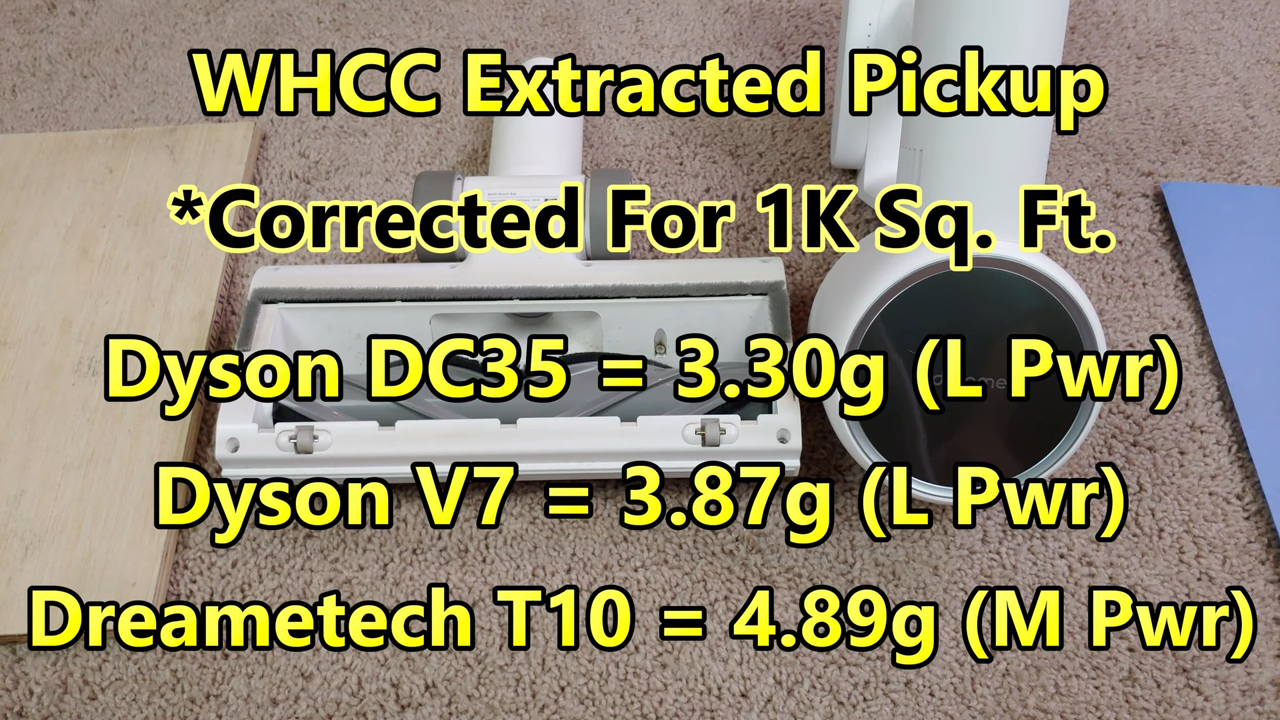 WHCC Extracted Pickup
*Corrected For 1K Sq. Ft.
Dyson DC35 = 3.30g (L Pwr)
Dyson V7 = 3.87g (L Pwr)
Dreametech T10 = 4.89g (M Pwr)